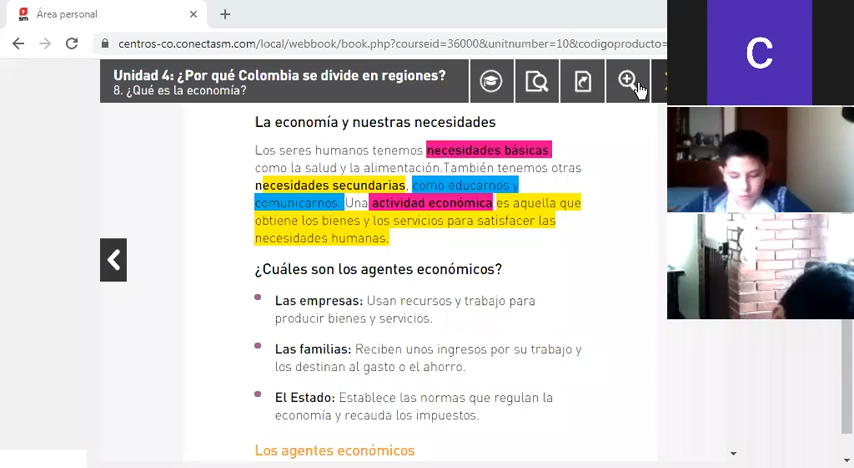 sm
Área personal
centros-co.conectasm.com/local/webbook/book.php?courseid=36000&unitnumber=10&codigoproducto=
Unidad 4: ¿Por qué Colombia se divide en regiones?
8. ¿Qué es la economía?
C
La economía y nuestras necesidades
Los seres humanos tenemos necesidades básicas,
como la salud y la alimentación.También tenemos otras
necesidades secundarias, como educarnos y
comunicarnos. Una actividad económica es aquella que
obtiene los bienes y los servicios para satisfacer las
necesidades humanas.
¿Cuáles son los agentes económicos?
Las empresas: Usan recursos y trabajo para
producir bienes y servicios.
Las familias: Reciben unos ingresos por su trabajo y
los destinan al gasto o el ahorro.
El Estado: Establece las normas que regulan la
economía y recauda los impuestos.
Los agentes económicos